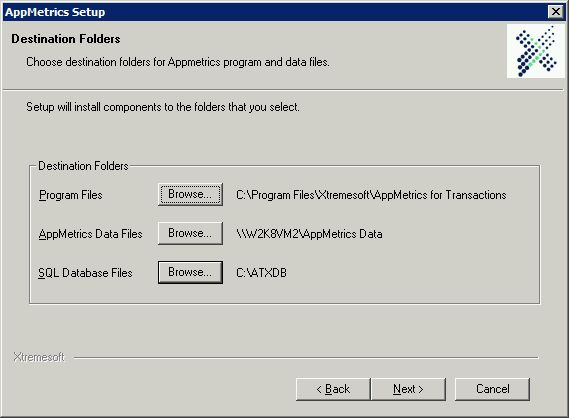 AppMetrics Setup
Destination Folders
Choose destination folders for Appmetrics program and data files.
Setup will install components to the folders that you select.
Destination Folders
Program Files Browse... C:\Program Files\Xtremesoft\AppMetrics for Transactions
AppMetrics Data Files Browse... \\W2K8VM2\AppMetrics Data
SQL Database Files Browse... C:\ATXDB
Xtremesoft
< Back Next > Cancel